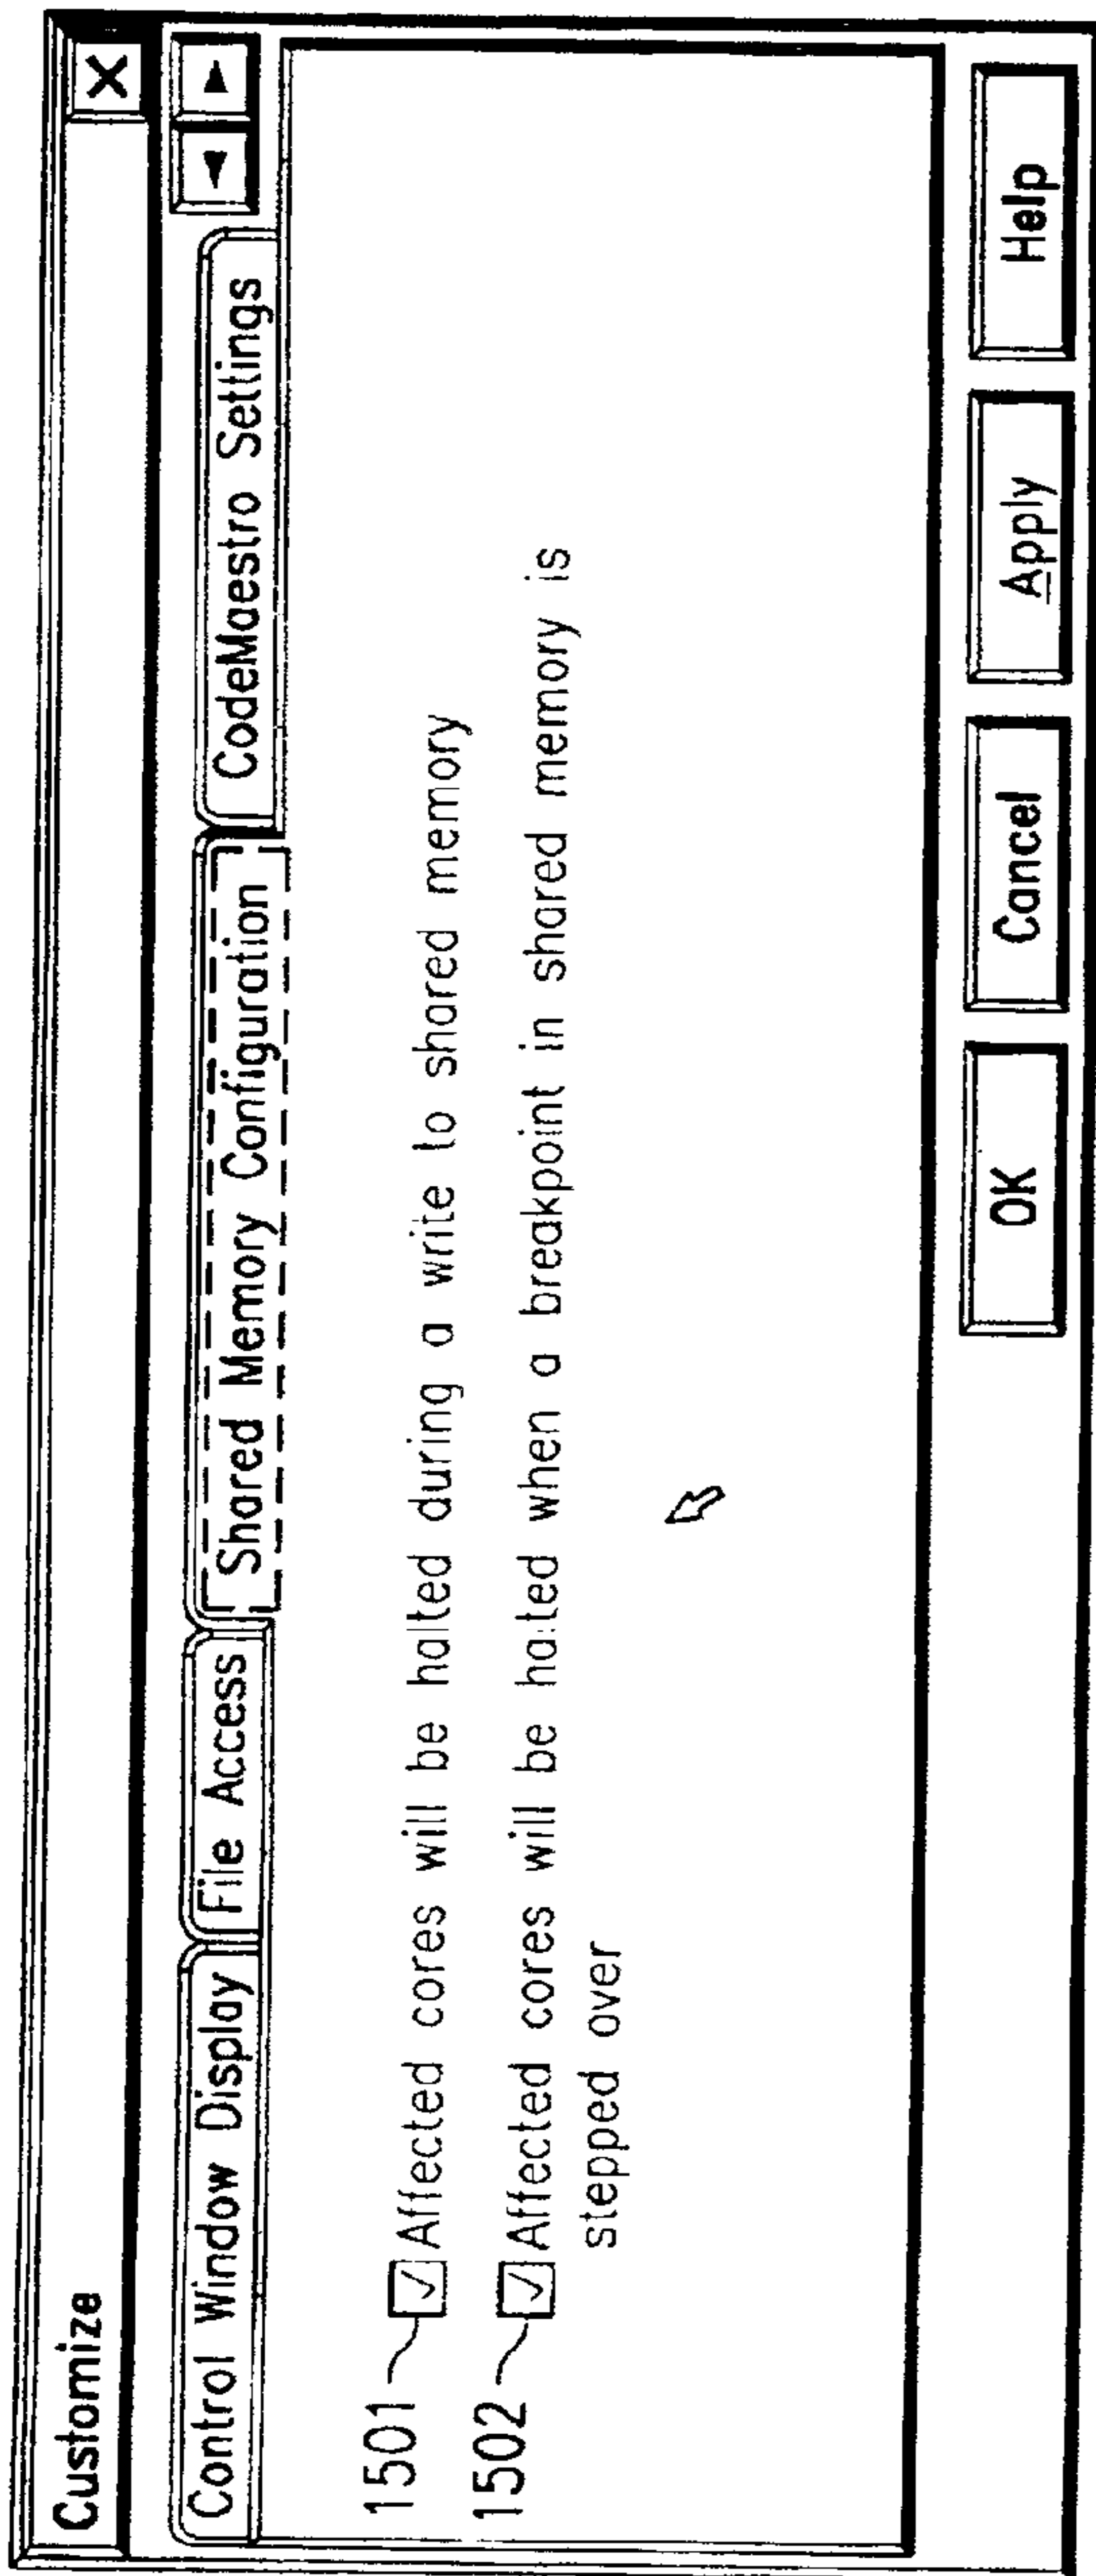 Customize
Control Window Display File Access Shared Memory Configuration CodeMaestro Settings
1501 Affected cores will be halted during a write to shared memory
1502 Affected cores will be halted when a breakpoint in shared memory is
stepped over
OK Cancel Apply Help